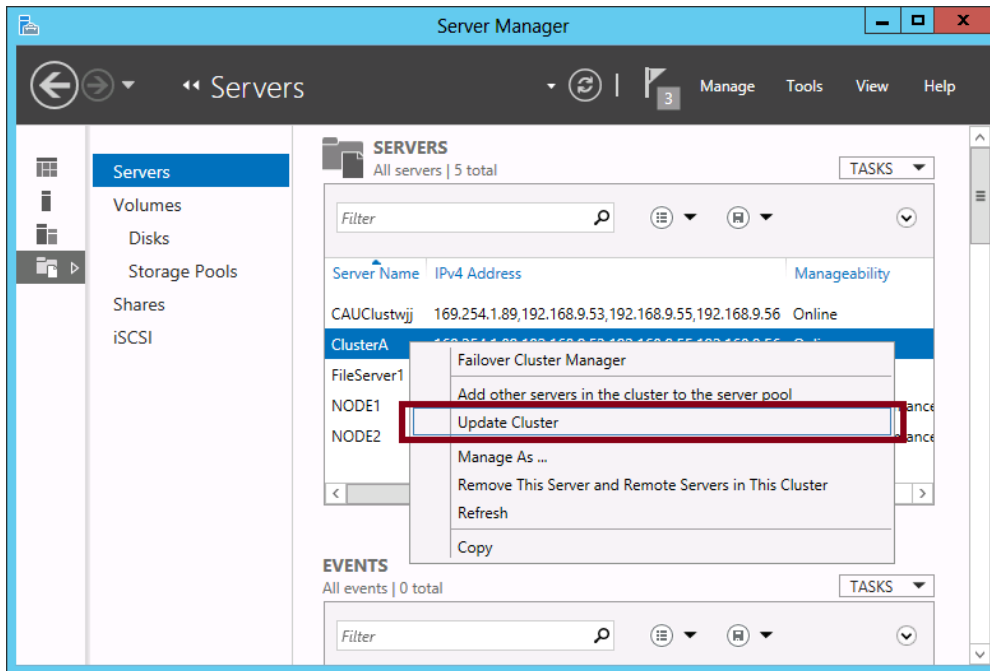 Server Manager
Servers
3
Manage Tools View Help
Servers
Volumes
Disks
Storage Pools
Shares
iSCSI
SERVERS
All servers | 5 total
TASKS
Filter
Server Name IPv4 Address Manageability
CAUClustwjj 169.254.1.89,192.168.9.53,192.168.9.55,192.168.9.56 Online
ClusterA
FileServer1
NODE1
NODE2
Failover Cluster Manager
Add other servers in the cluster to the server pool
Update Cluster
Manage As ...
Remove This Server and Remote Servers in This Cluster
Refresh
Copy
EVENTS
All events | 0 total
TASKS
Filter